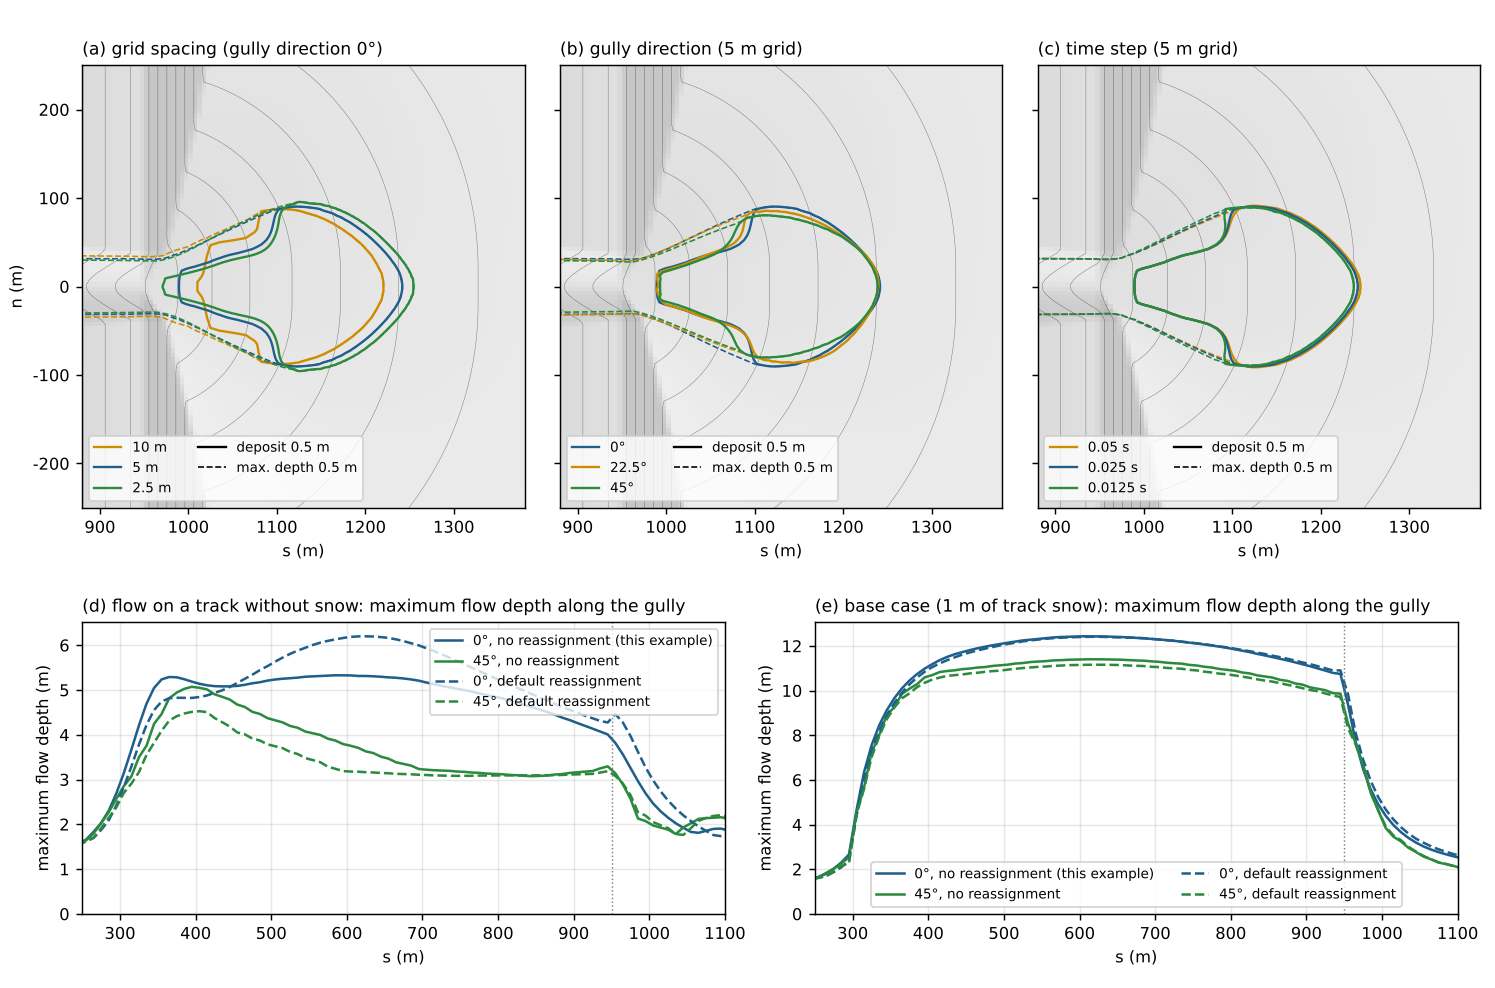 (a) grid spacing (gully direction 0°)
n (m)
200
100
0
-100
-200
10 m
5 m
2.5 m
deposit 0.5 m
max. depth 0.5 m
900 1000 1100 1200 1300
s (m)
(b) gully direction (5 m grid)
0°
22.5°
45°
deposit 0.5 m
max. depth 0.5 m
900 1000 1100 1200 1300
s (m)
(c) time step (5 m grid)
0.05 s
0.025 s
0.0125 s
deposit 0.5 m
max. depth 0.5 m
900 1000 1100 1200 1300
s (m)
(d) flow on a track without snow: maximum flow depth along the gully
maximum flow depth (m)
6
5
4
3
2
1
0
0°, no reassignment (this example)
45°, no reassignment
0°, default reassignment
45°, default reassignment
300 400 500 600 700 800 900 1000 1100
s (m)
(e) base case (1 m of track snow): maximum flow depth along the gully
maximum flow depth (m)
12
10
8
6
4
2
0
0°, no reassignment (this example)
45°, no reassignment
0°, default reassignment
45°, default reassignment
300 400 500 600 700 800 900 1000 1100
s (m)